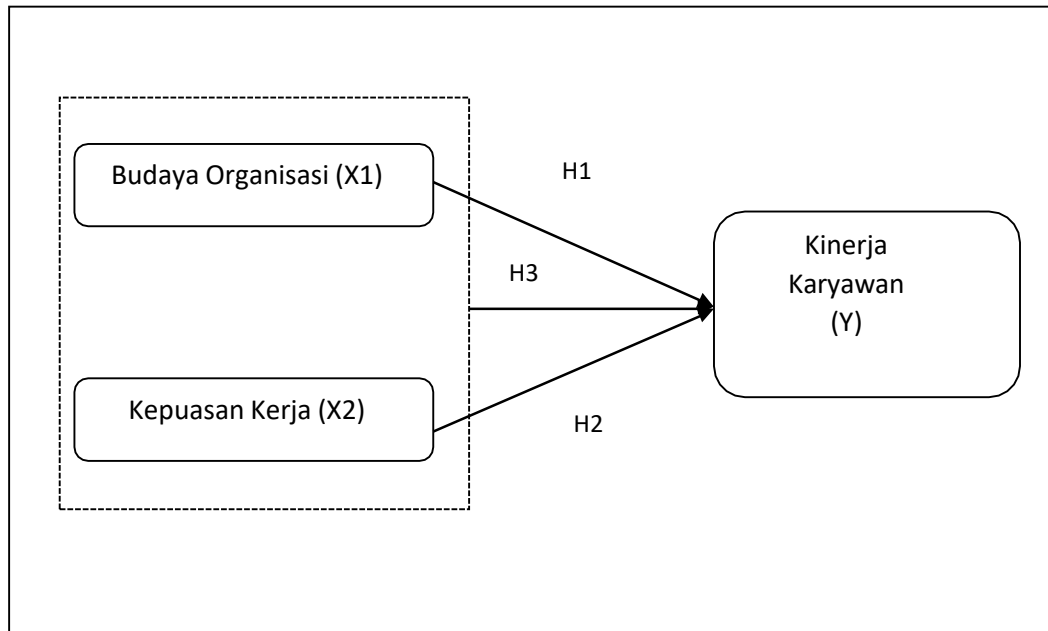 Budaya Organisasi (X1)
H1
Kinerja
Karyawan
(Y)
H3
Kepuasan Kerja (X2)
H2